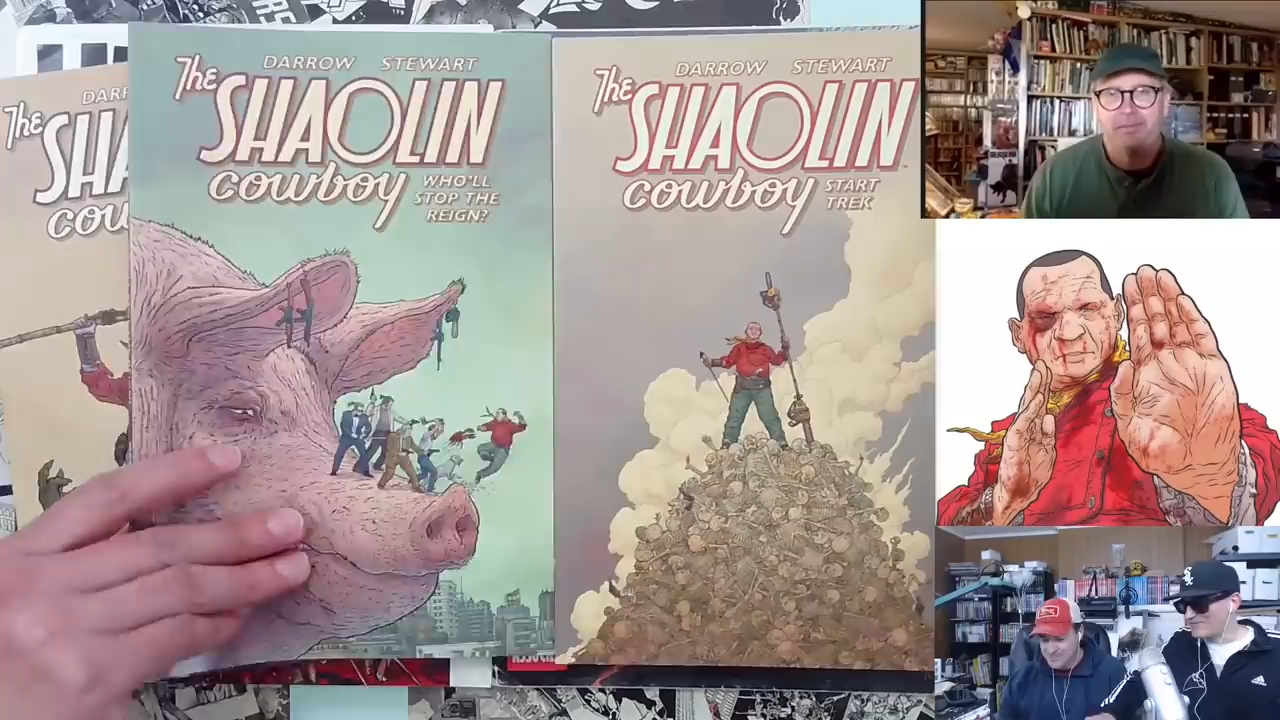 DARR
The
SHA
cow
DARROW STEWART
The
SHAOLIN
cowboy
WHO'LL
STOP THE
REIGN?
DARROW STEWART
The
SHAOLIN
cowboy
START
TREK